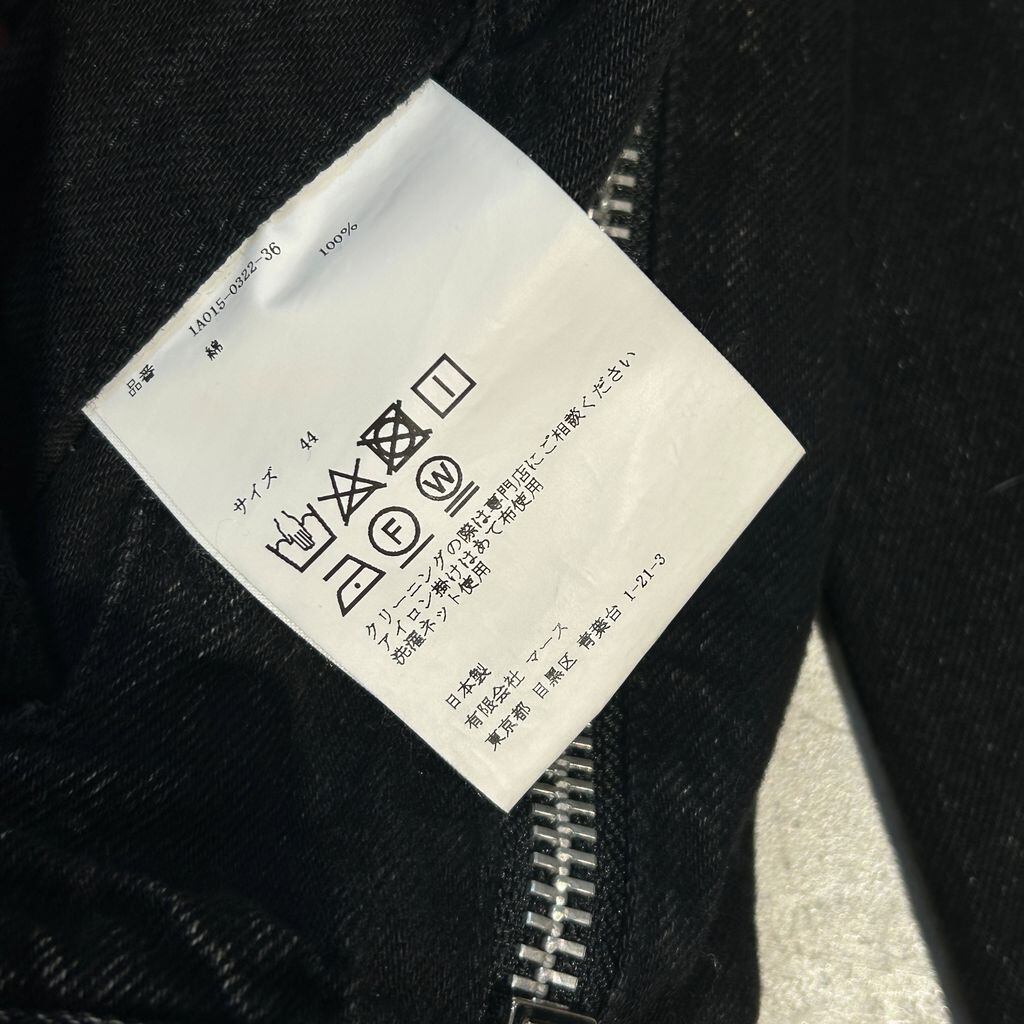 品番 1A015-0322-36
綿 100%
サイズ 44
F W
クリーニングの際は専門店にご相談ください
アイロン掛けはあて布使用
洗濯ネット使用
日本製
有限会社 マース
東京都 目黒区 青葉台 1-21-3